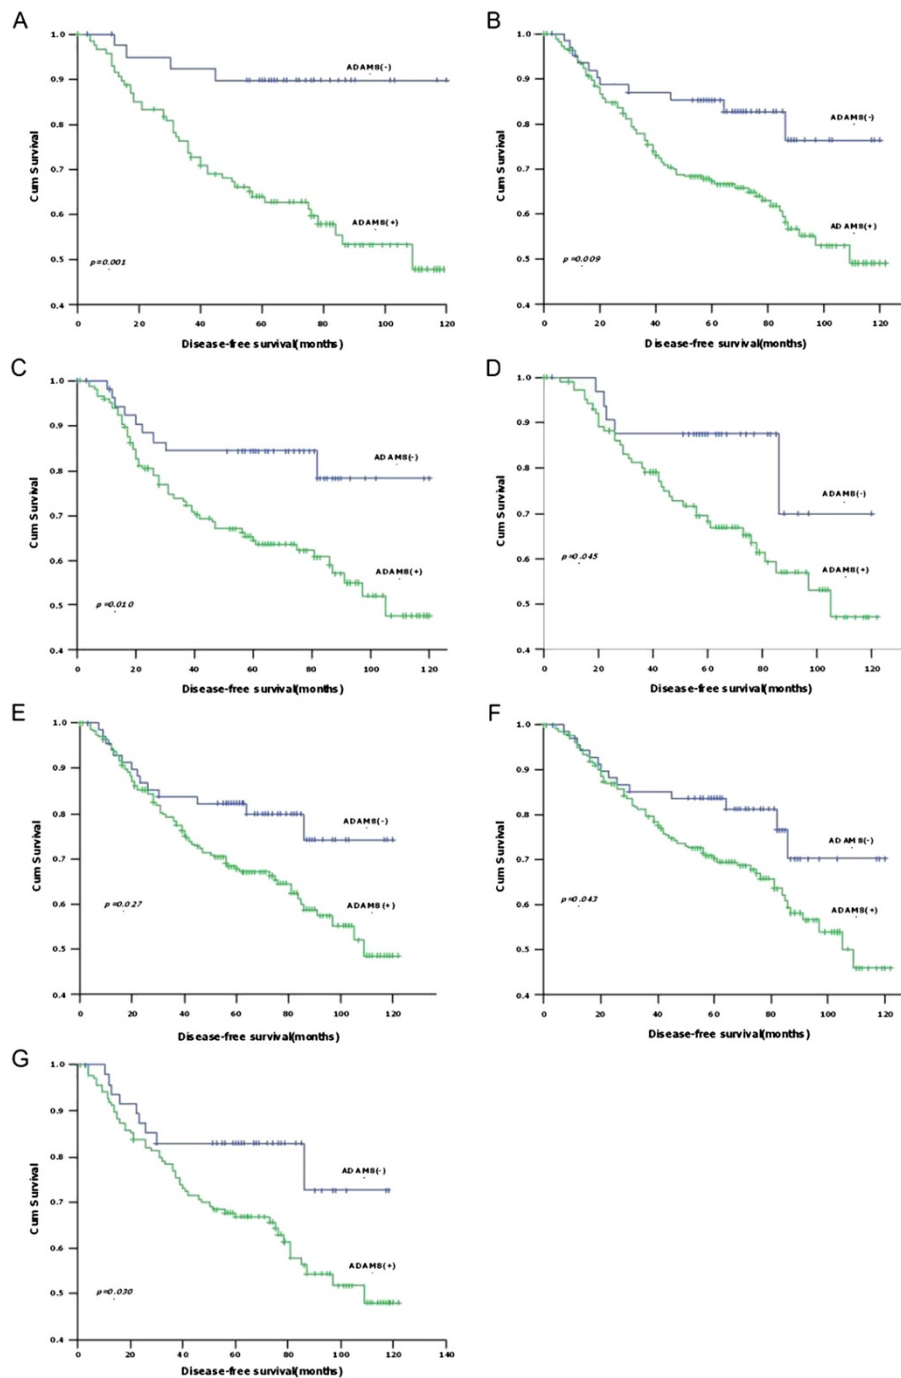 A
1.0
0.9
0.8
0.7
0.6
0.5
0.4
Cum Survival
ADAM8(-)
ADAM8(+)
p=0.001
0 20 40 60 80 100 120
Disease-free survival(months)
B
1.0
0.9
0.8
0.7
0.6
0.5
0.4
Cum Survival
ADAM8(-)
ADAM8(+)
p=0.009
0 20 40 60 80 100 120
Disease-free survival(months)
C
1.0
0.9
0.8
0.7
0.6
0.5
0.4
Cum Survival
ADAM8(-)
ADAM8(+)
p=0.010
0 20 40 60 80 100 120
Disease-free survival(months)
D
1.0
0.9
0.8
0.7
0.6
0.5
0.4
Cum Survival
ADAM8(-)
ADAM8(+)
p=0.045
0 20 40 60 80 100 120
Disease-free survival(months)
E
1.0
0.9
0.8
0.7
0.6
0.5
0.4
Cum Survival
ADAM8(-)
ADAM8(+)
p=0.027
0 20 40 60 80 100 120
Disease-free survival(months)
F
1.0
0.9
0.8
0.7
0.6
0.5
0.4
Cum Survival
ADAM8(-)
ADAM8(+)
p=0.043
0 20 40 60 80 100 120
Disease-free survival(months)
G
1.0
0.9
0.8
0.7
0.6
0.5
0.4
Cum Survival
ADAM8(-)
ADAM8(+)
p=0.030
0 20 40 60 80 100 120 140
Disease-free survival(months)